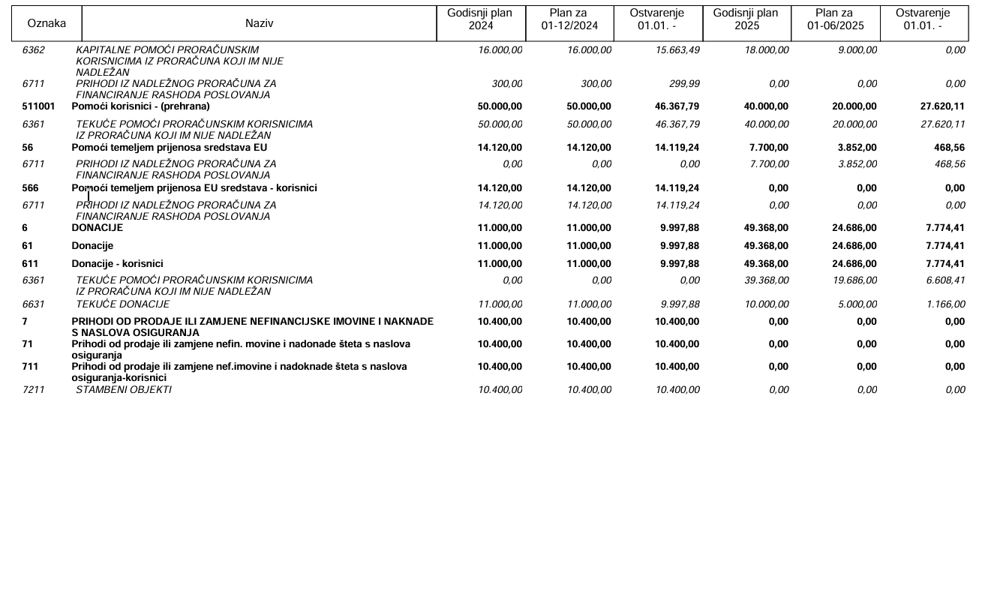 Oznaka Naziv Godisnji plan 2024 Plan za 01-12/2024 Ostvarenje 01.01. - Godisnji plan 2025 Plan za 01-06/2025 Ostvarenje 01.01. -
6362 KAPITALNE POMOĆI PRORAČUNSKIM 16.000,00 16.000,00 15.663,49 18.000,00 9.000,00 0,00
KORISNICIMA IZ PRORAČUNA KOJI IM NIJE
NADLEŽAN
6711 PRIHODI IZ NADLEŽNOG PRORAČUNA ZA 300,00 300,00 299,99 0,00 0,00 0,00
FINANCIRANJE RASHODA POSLOVANJA
511001 Pomoći korisnici - (prehrana) 50.000,00 50.000,00 46.367,79 40.000,00 20.000,00 27.620,11
6361 TEKUĆE POMOĆI PRORAČUNSKIM KORISNICIMA 50.000,00 50.000,00 46.367,79 40.000,00 20.000,00 27.620,11
IZ PRORAČUNA KOJI IM NIJE NADLEŽAN
56 Pomoći temeljem prijenosa sredstava EU 14.120,00 14.120,00 14.119,24 7.700,00 3.852,00 468,56
6711 PRIHODI IZ NADLEŽNOG PRORAČUNA ZA 0,00 0,00 0,00 7.700,00 3.852,00 468,56
FINANCIRANJE RASHODA POSLOVANJA
566 Pomoći temeljem prijenosa EU sredstava - korisnici 14.120,00 14.120,00 14.119,24 0,00 0,00 0,00
6711 PRIHODI IZ NADLEŽNOG PRORAČUNA ZA 14.120,00 14.120,00 14.119,24 0,00 0,00 0,00
FINANCIRANJE RASHODA POSLOVANJA
6 DONACIJE 11.000,00 11.000,00 9.997,88 49.368,00 24.686,00 7.774,41
61 Donacije 11.000,00 11.000,00 9.997,88 49.368,00 24.686,00 7.774,41
611 Donacije - korisnici 11.000,00 11.000,00 9.997,88 49.368,00 24.686,00 7.774,41
6361 TEKUĆE POMOĆI PRORAČUNSKIM KORISNICIMA 0,00 0,00 0,00 39.368,00 19.686,00 6.608,41
IZ PRORAČUNA KOJI IM NIJE NADLEŽAN
6631 TEKUĆE DONACIJE 11.000,00 11.000,00 9.997,88 10.000,00 5.000,00 1.166,00
7 PRIHODI OD PRODAJE ILI ZAMJENE NEFINANCIJSKE IMOVINE I NAKNADE 10.400,00 10.400,00 10.400,00 0,00 0,00 0,00
S NASLOVA OSIGURANJA
71 Prihodi od prodaje ili zamjene nefin. movine i nadonade šteta s naslova 10.400,00 10.400,00 10.400,00 0,00 0,00 0,00
osiguranja
711 Prihodi od prodaje ili zamjene nef.imovine i nadoknade šteta s naslova 10.400,00 10.400,00 10.400,00 0,00 0,00 0,00
osiguranja-korisnici
7211 STAMBENI OBJEKTI 10.400,00 10.400,00 10.400,00 0,00 0,00 0,00